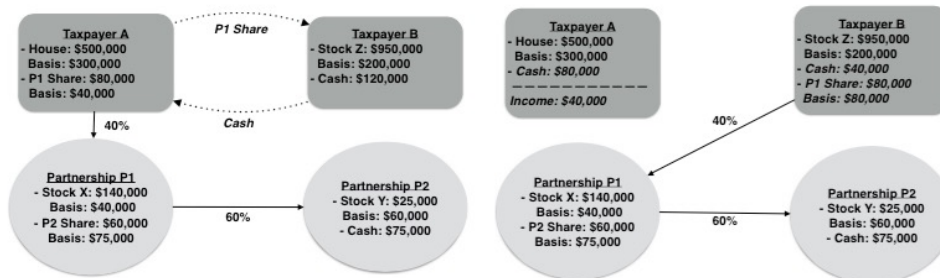 Taxpayer A
- House: $500,000
Basis: $300,000
- P1 Share: $80,000
Basis: $40,000
P1 Share
Taxpayer B
- Stock Z: $950,000
Basis: $200,000
- Cash: $120,000
Cash
40%
Partnership P1
- Stock X: $140,000
Basis: $40,000
- P2 Share: $60,000
Basis: $75,000
60%
Partnership P2
- Stock Y: $25,000
Basis: $60,000
- Cash: $75,000
Taxpayer A
- House: $500,000
Basis: $300,000
- Cash: $80,000
Income: $40,000
Taxpayer B
- Stock Z: $950,000
Basis: $200,000
- Cash: $40,000
- P1 Share: $80,000
Basis: $80,000
40%
Partnership P1
- Stock X: $140,000
Basis: $40,000
- P2 Share: $60,000
Basis: $75,000
60%
Partnership P2
- Stock Y: $25,000
Basis: $60,000
- Cash: $75,000